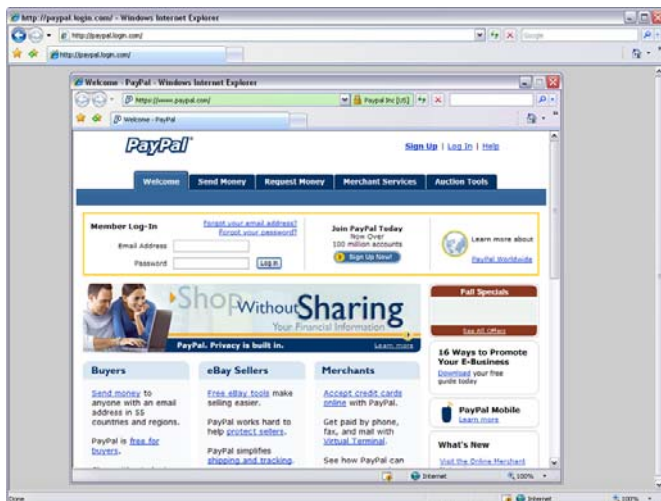 http://paypal.login.com/ - Windows Internet Explorer
http://paypal.login.com/
Google
http://paypal.login.com/
Welcome - PayPal - Windows Internet Explorer
https://www.paypal.com/
Paypal Inc [US]
Welcome - PayPal
PayPal
Sign Up | Log In | Help
Welcome Send Money Request Money Merchant Services Auction Tools
Member Log-In
Forgot your email address?
Forgot your password?
Email Address
Password
Log In
Join PayPal Today
Now Over
100 million accounts
Sign Up Now!
Learn more about
PayPal Worldwide
Shop Without Sharing
Your Financial Information
PayPal. Privacy is built in.
Learn more
Fall Specials
See All Offers
16 Ways to Promote
Your E-Business
Download your free
guide today
PayPal Mobile
Learn more
What's New
Visit the Online Merchant
Buyers
Send money to
anyone with an email
address in 55
countries and regions.
PayPal is free for
buyers.
eBay Sellers
Free eBay tools make
selling easier.
PayPal works hard to
help protect sellers.
PayPal simplifies
shipping and tracking.
Merchants
Accept credit cards
online with PayPal.
Get paid by phone,
fax, and mail with
Virtual Terminal.
See how PayPal can
Internet 100%
Done
Internet 100%